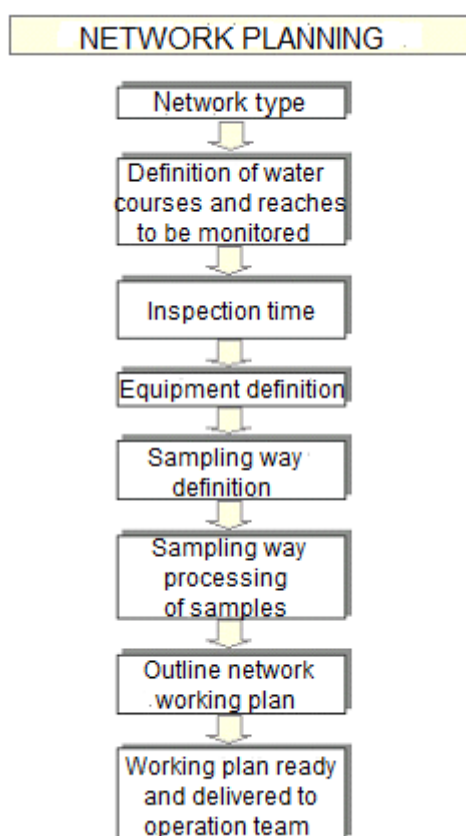 NETWORK PLANNING
Network type
Definition of water
courses and reaches
to be monitored
Inspection time
Equipment definition
Sampling way
definition
Sampling way
processing
of samples
Outline network
working plan
Working plan ready
and delivered to
operation team